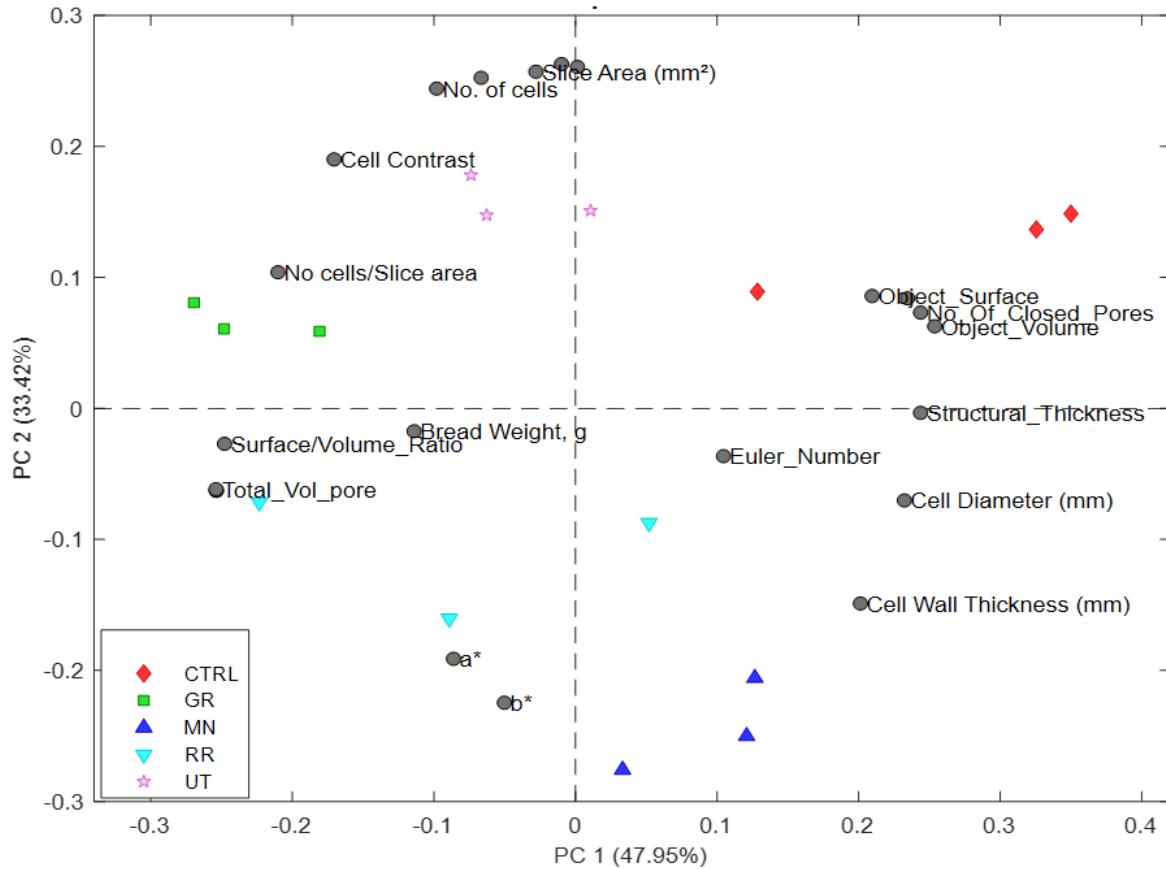 0.3
0.2
0.1
0
-0.1
-0.2
-0.3
PC 2 (33.42%)
Slice Area (mm²)
No. of cells
Cell Contrast
No cells/Slice area
Object_Surface
No_Of_Closed_Pores
Object_Volume
Structural_Thickness
Bread Weight, g
Surface/Volume_Ratio
Euler_Number
Total_Vol_pore
Cell Diameter (mm)
Cell Wall Thickness (mm)
a*
b*
CTRL
GR
MN
RR
UT
-0.3 -0.2 -0.1 0 0.1 0.2 0.3 0.4
PC 1 (47.95%)